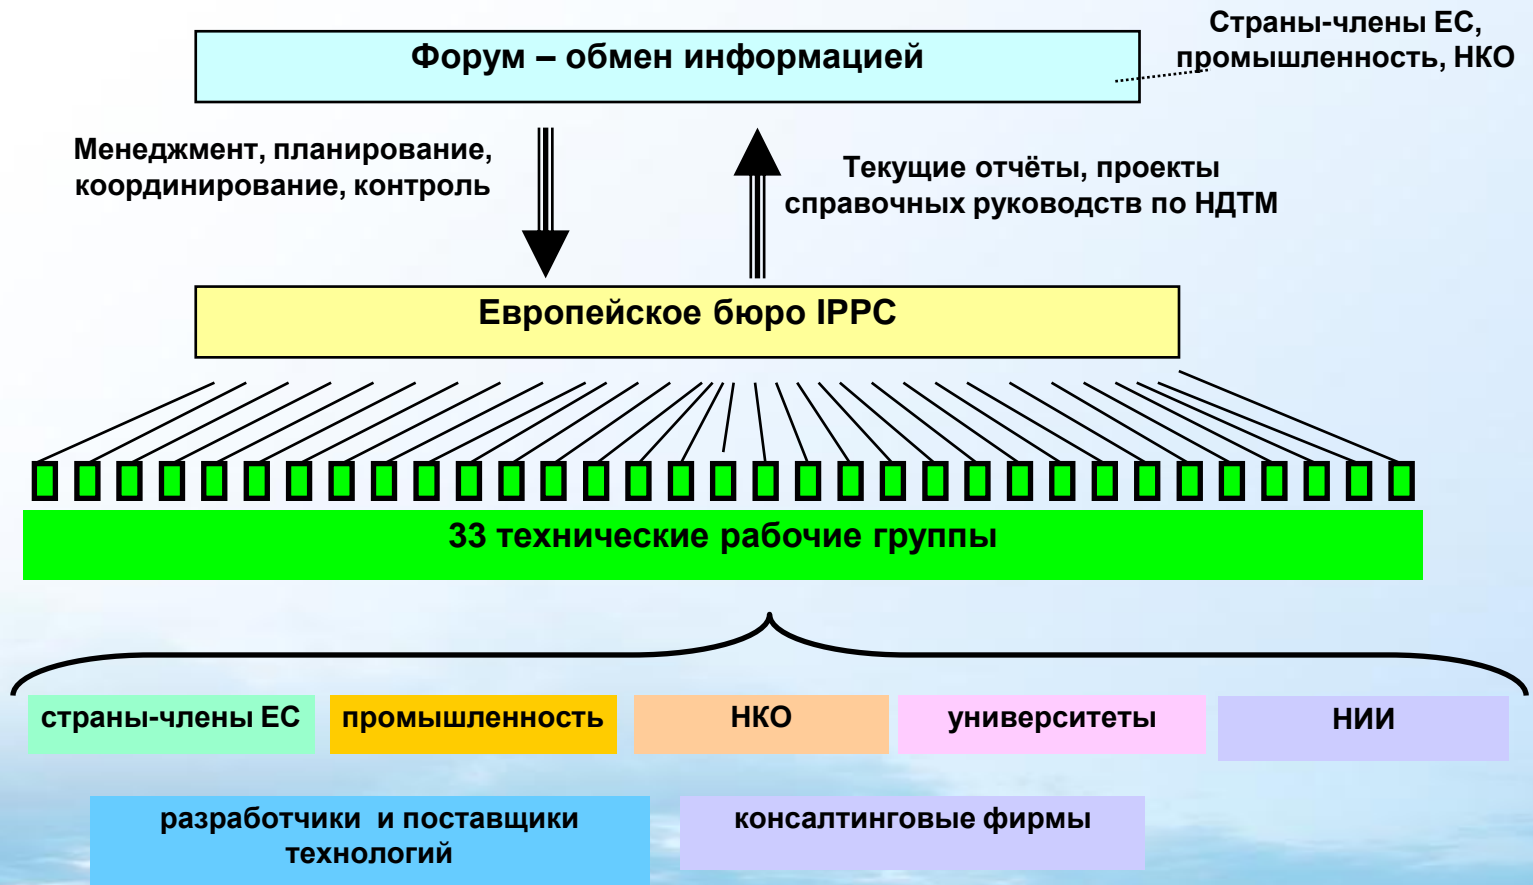 Страны-члены ЕС,
промышленность, НКО
Форум – обмен информацией
Менеджмент, планирование,
координирование, контроль
Текущие отчёты, проекты
справочных руководств по НДТМ
Европейское бюро IPPC
33 технические рабочие группы
страны-члены ЕС
промышленность
НКО
университеты
НИИ
разработчики и поставщики
технологий
консалтинговые фирмы